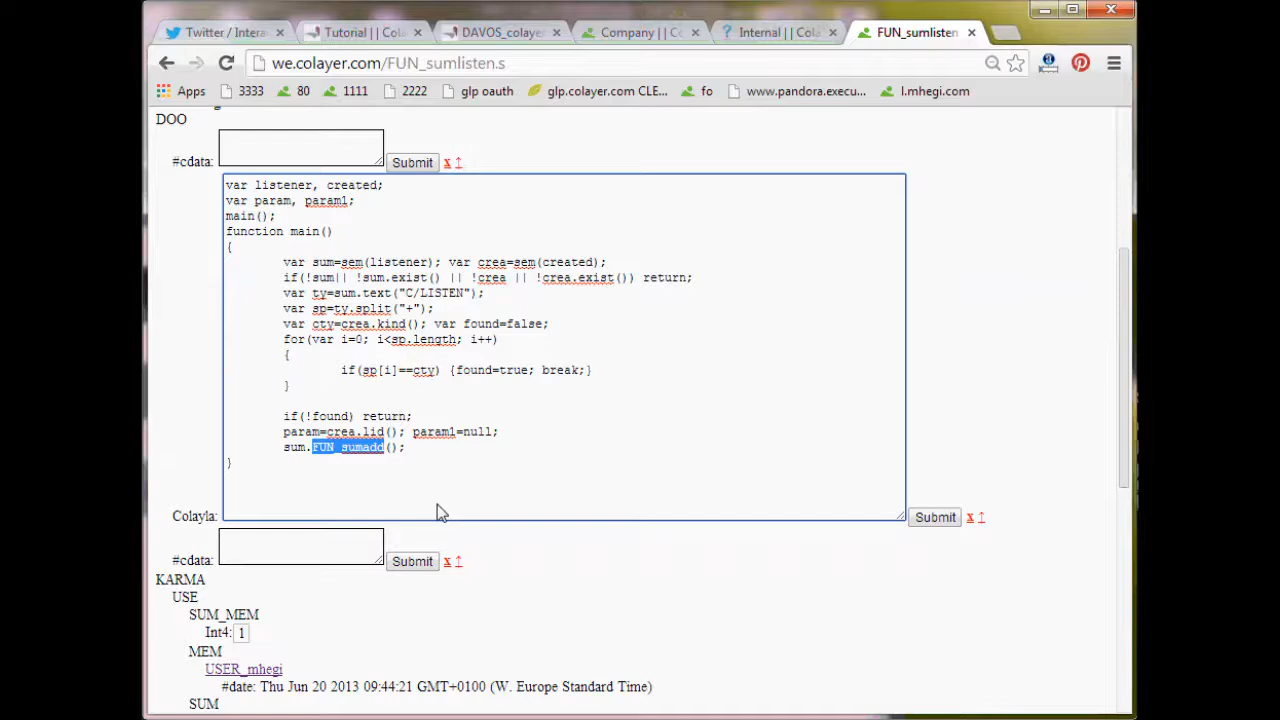 Twitter / Intera
Tutorial || Cola
DAVOS_colayer
Company || Co
Internal || Cola
FUN_sumlisten
we.colayer.com/FUN_sumlisten.s
Apps
3333
80
1111
2222
glp oauth
glp.colayer.com CLE...
fo
www.pandora.execu...
l.mhegi.com
DOO
#cdata:
Submit
x ↑
var listener, created;
var param, param1;
main();
function main()
{
var sum=sem(listener); var crea=sem(created);
if(!sum|| !sum.exist() || !crea || !crea.exist()) return;
var ty=sum.text("C/LISTEN");
var sp=ty.split("+");
var cty=crea.kind(); var found=false;
for(var i=0; i<sp.length; i++)
{
if(sp[i]==cty) {found=true; break;}
}
if(!found) return;
param=crea.lid(); param1=null;
sum.FUN_sumadd();
}
Colayla:
Submit
x ↑
#cdata:
Submit
x ↑
KARMA
USE
SUM_MEM
Int4: 1
MEM
USER_mhegi
#date: Thu Jun 20 2013 09:44:21 GMT+0100 (W. Europe Standard Time)
SUM